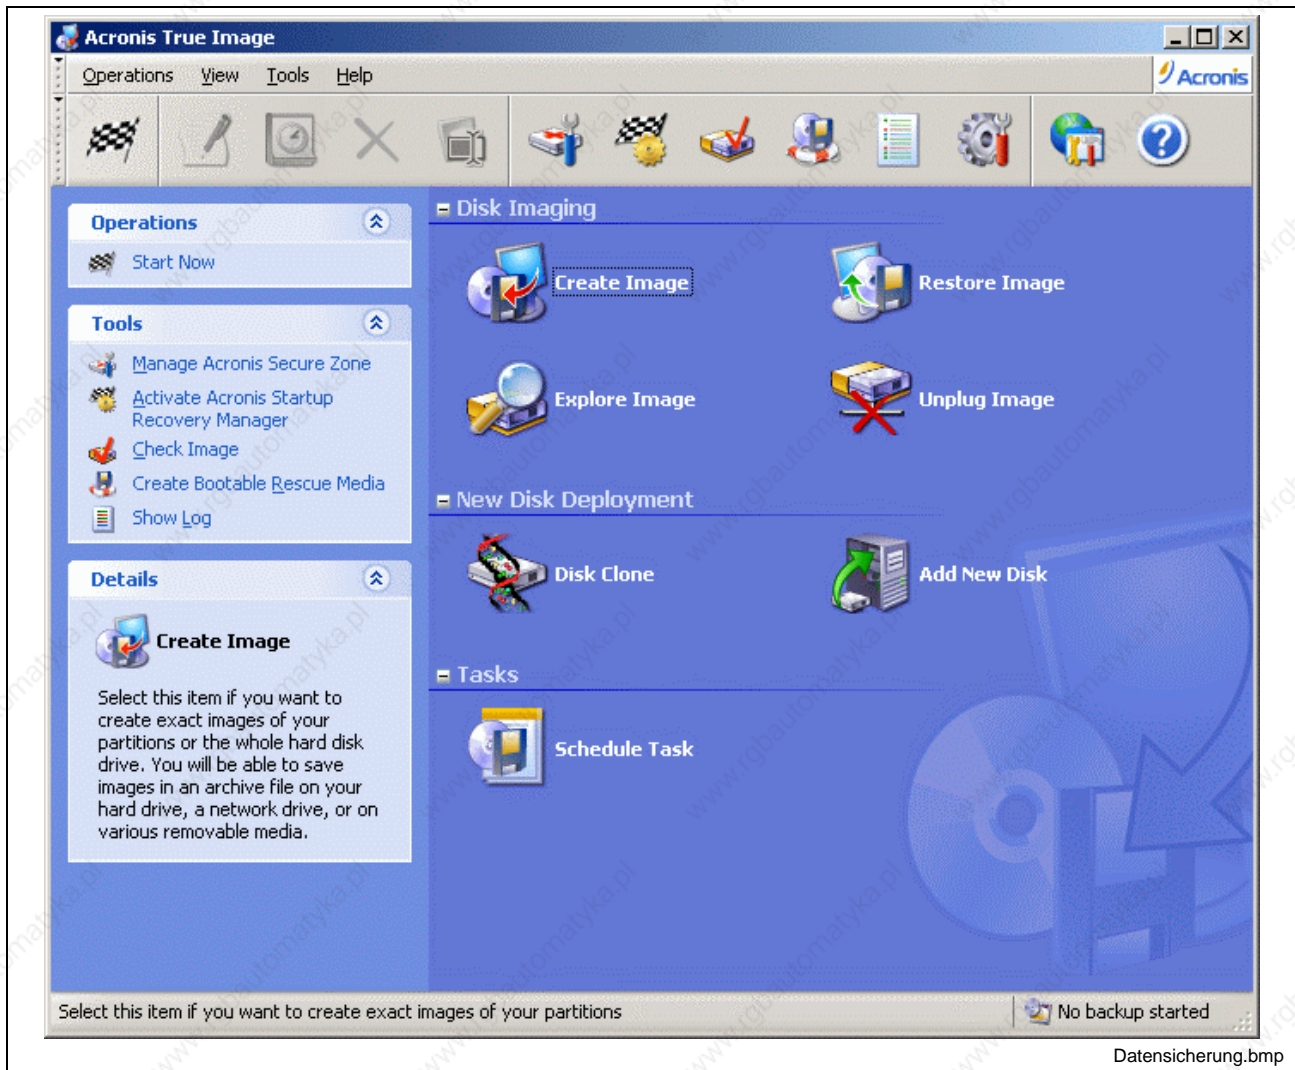 Acronis True Image
Operations View Tools Help
Acronis
Operations
Start Now
Tools
Manage Acronis Secure Zone
Activate Acronis Startup
Recovery Manager
Check Image
Create Bootable Rescue Media
Show Log
Details
Create Image
Select this item if you want to
create exact images of your
partitions or the whole hard disk
drive. You will be able to save
images in an archive file on your
hard drive, a network drive, or on
various removable media.
Disk Imaging
Create Image
Restore Image
Explore Image
Unplug Image
New Disk Deployment
Disk Clone
Add New Disk
Tasks
Schedule Task
Select this item if you want to create exact images of your partitions
No backup started
Datensicherung.bmp
www.rgbautomatyka.pl